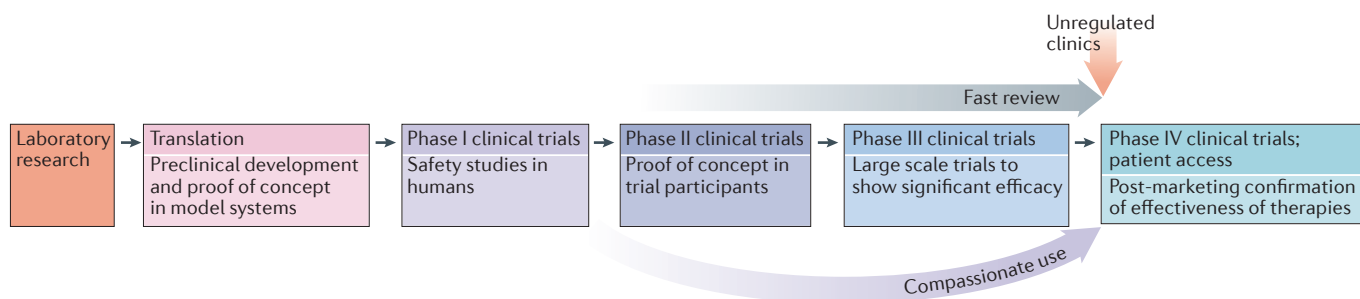 Unregulated
clinics
Fast review
Laboratory
research
Translation
Preclinical development
and proof of concept
in model systems
Phase I clinical trials
Safety studies in
humans
Phase II clinical trials
Proof of concept in
trial participants
Phase III clinical trials
Large scale trials to
show significant efficacy
Phase IV clinical trials;
patient access
Post-marketing confirmation
of effectiveness of therapies
Compassionate use